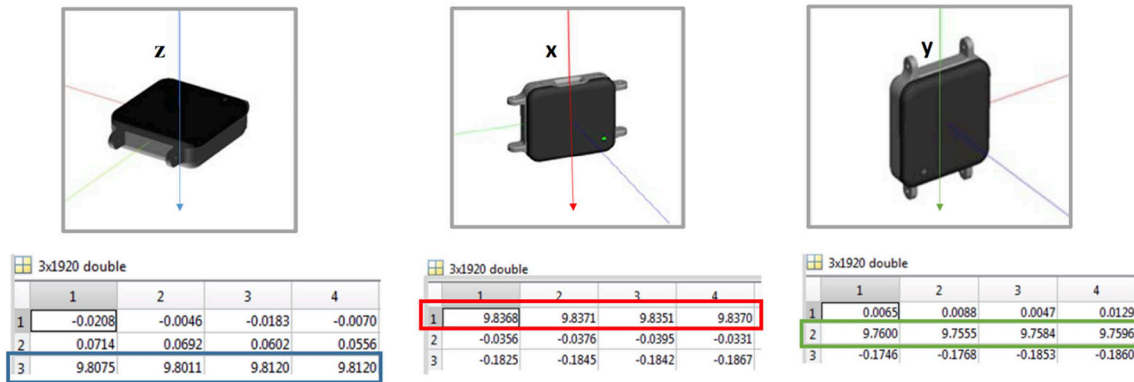 z
x
y
3x1920 double
1 2 3 4
1 -0.0208 -0.0046 -0.0183 -0.0070
2 0.0714 0.0692 0.0602 0.0556
3 9.8075 9.8011 9.8120 9.8120
3x1920 double
1 2 3 4
1 9.8368 9.8371 9.8351 9.8370
2 -0.0356 -0.0376 -0.0395 -0.0331
3 -0.1825 -0.1845 -0.1842 -0.1867
3x1920 double
1 2 3 4
1 0.0065 0.0088 0.0047 0.0129
2 9.7600 9.7555 9.7584 9.7596
3 -0.1746 -0.1768 -0.1853 -0.1860